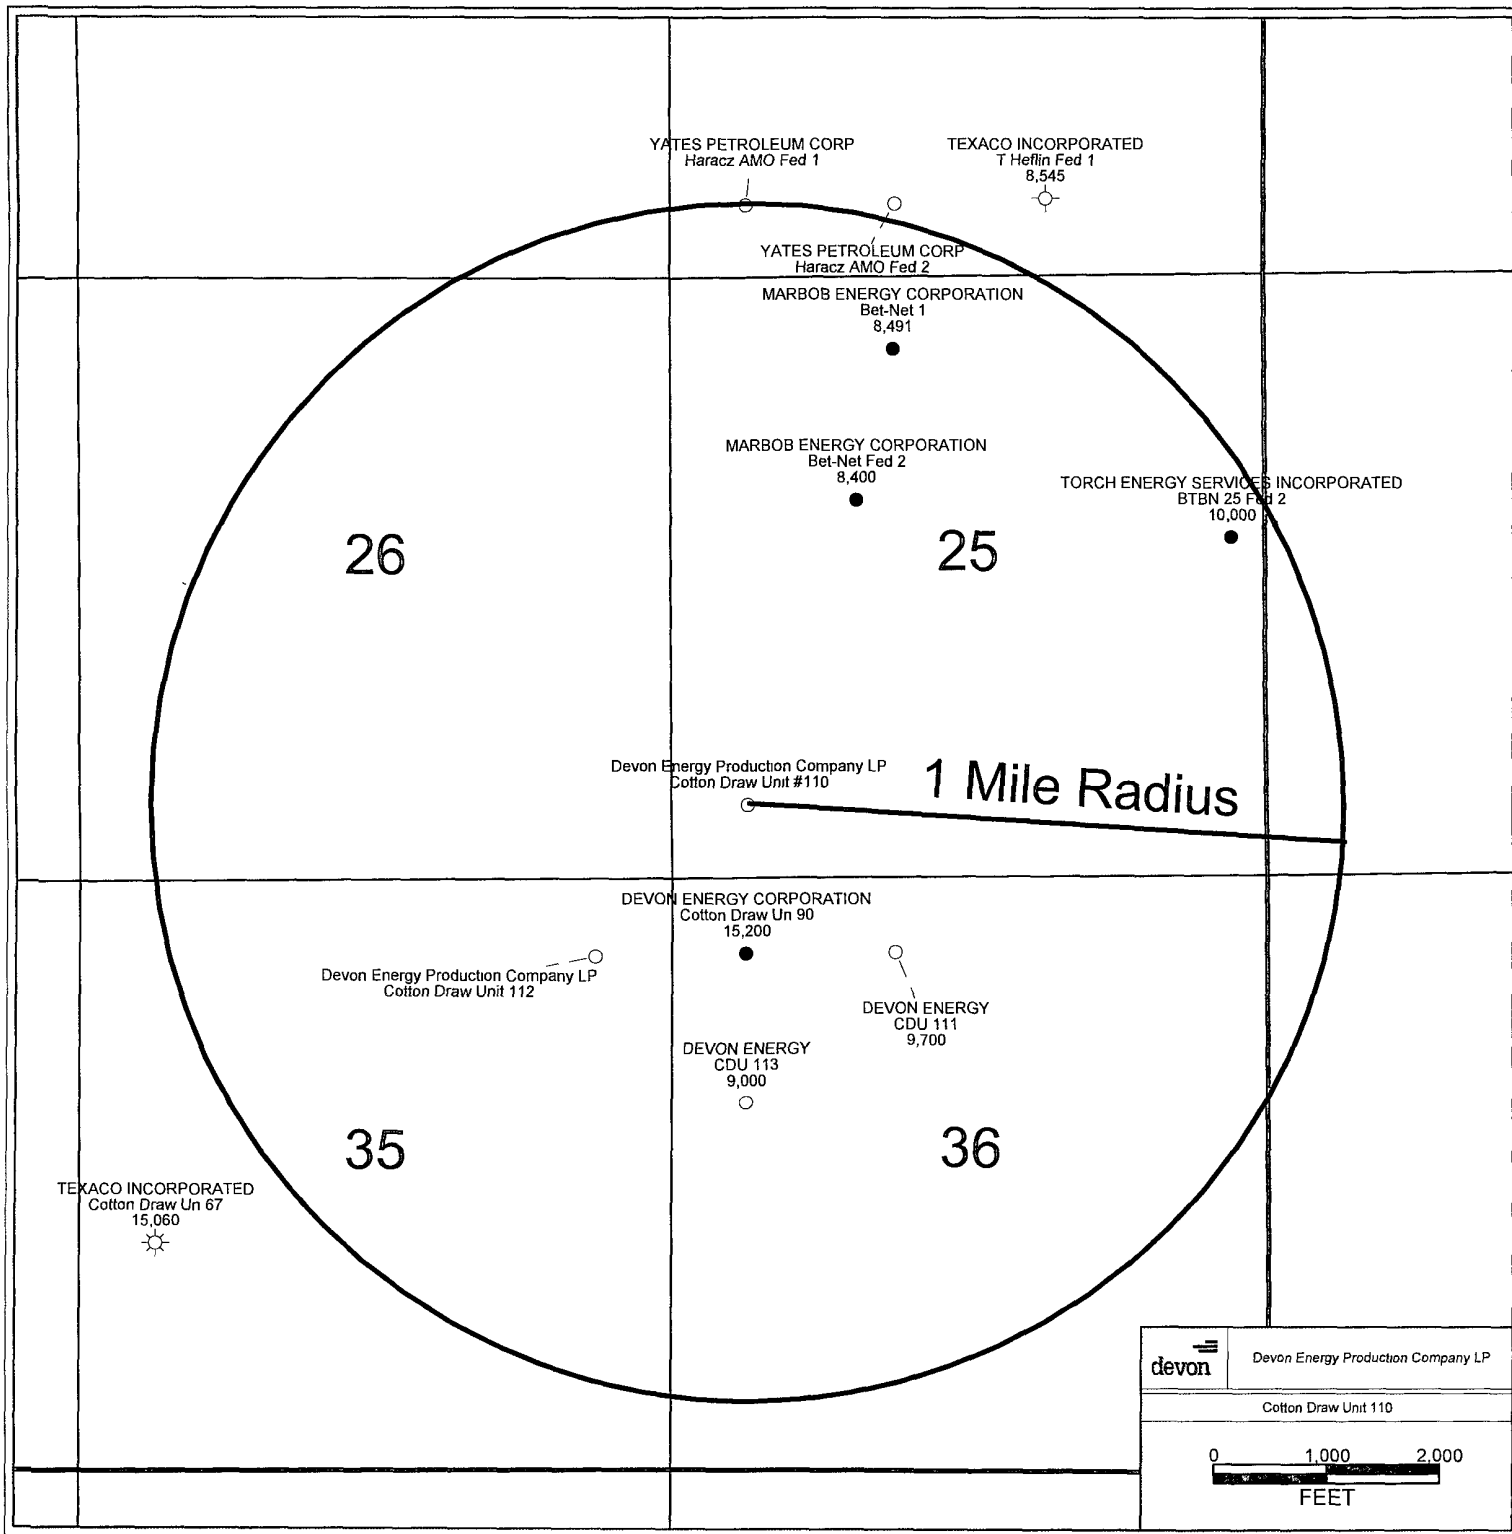 YATES PETROLEUM CORP
Haracz AMO Fed 1
TEXACO INCORPORATED
T Heflin Fed 1
8,545
YATES PETROLEUM CORP
Haracz AMO Fed 2
MARBOB ENERGY CORPORATION
Bet-Net 1
8,491
MARBOB ENERGY CORPORATION
Bet-Net Fed 2
8,400
TORCH ENERGY SERVICES INCORPORATED
BTBN 25 Fed 2
10,000
26
25
Devon Energy Production Company LP
Cotton Draw Unit #110
1 Mile Radius
DEVON ENERGY CORPORATION
Cotton Draw Un 90
15,200
Devon Energy Production Company LP
Cotton Draw Unit 112
DEVON ENERGY
CDU 111
9,700
DEVON ENERGY
CDU 113
9,000
35
36
TEXACO INCORPORATED
Cotton Draw Un 67
15,060
devon
Devon Energy Production Company LP
Cotton Draw Unit 110
0 1,000 2,000
FEET